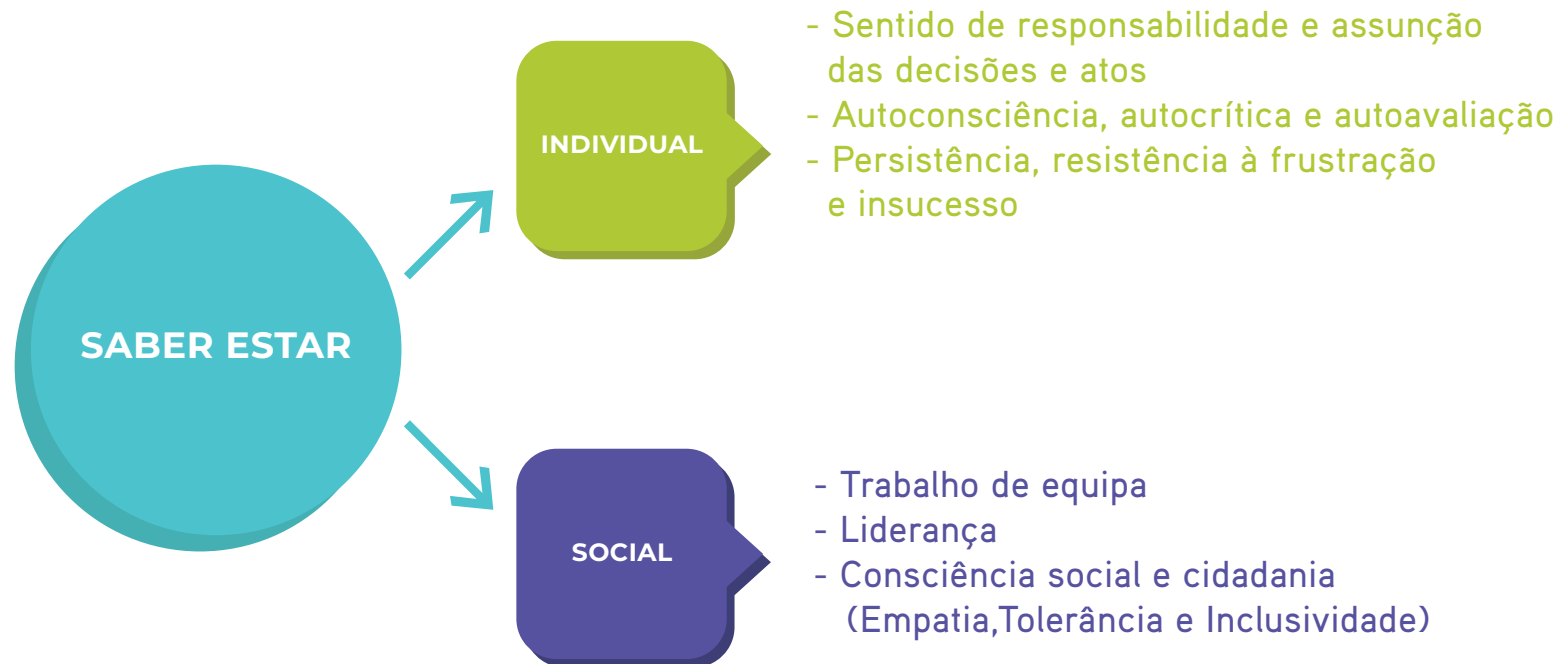 SABER ESTAR
INDIVIDUAL
- Sentido de responsabilidade e assunção
das decisões e atos
- Autoconsciência, autocrítica e autoavaliação
- Persistência, resistência à frustração
e insucesso
SOCIAL
- Trabalho de equipa
- Liderança
- Consciência social e cidadania
(Empatia,Tolerância e Inclusividade)